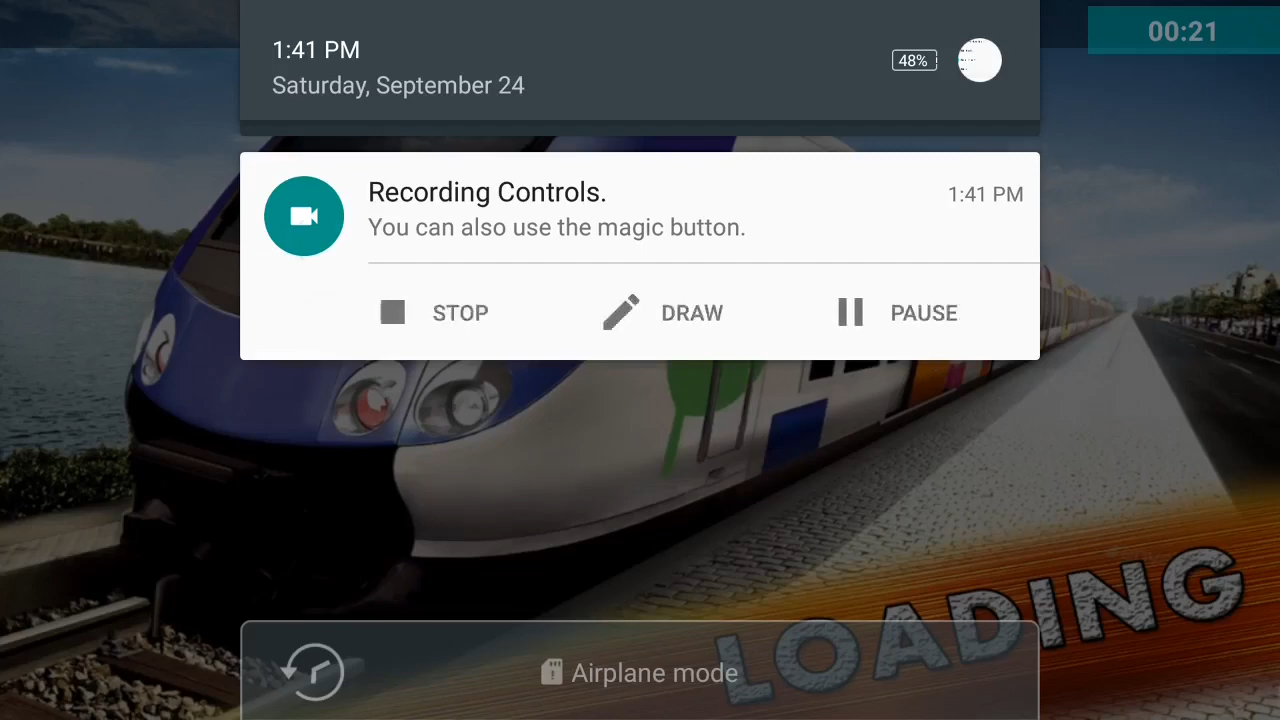 1:41 PM
Saturday, September 24
48%
00:21
Recording Controls.
1:41 PM
You can also use the magic button.
STOP
DRAW
PAUSE
LOADING
Airplane mode